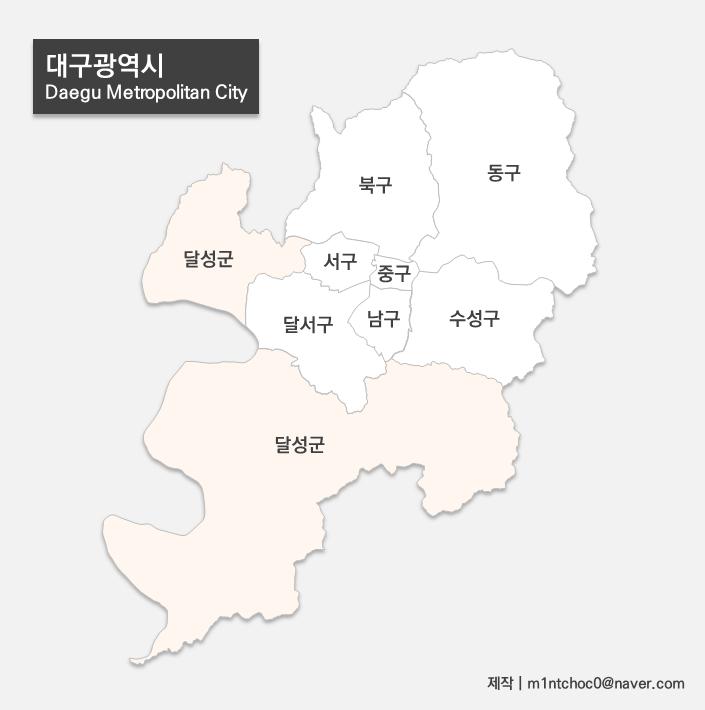 대구광역시
Daegu Metropolitan City
북구
동구
달성군
서구
중구
달서구
남구
수성구
달성군
제작 | m1ntchoc0@naver.com